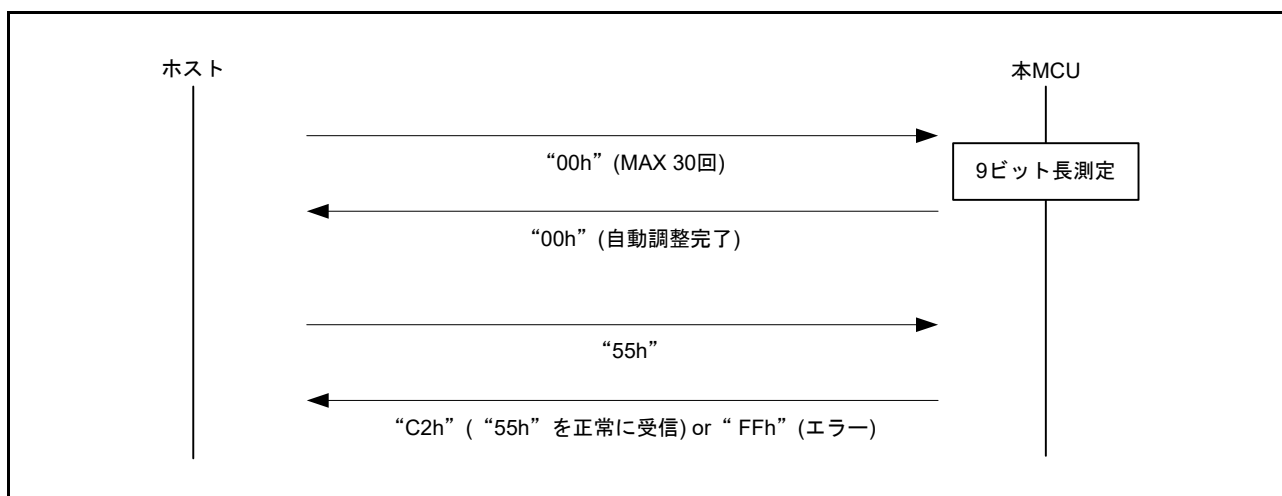 ホスト
本MCU
“00h” (MAX 30回)
9ビット長測定
“00h” (自動調整完了)
“55h”
“C2h” ( “55h” を正常に受信) or “ FFh” (エラー)